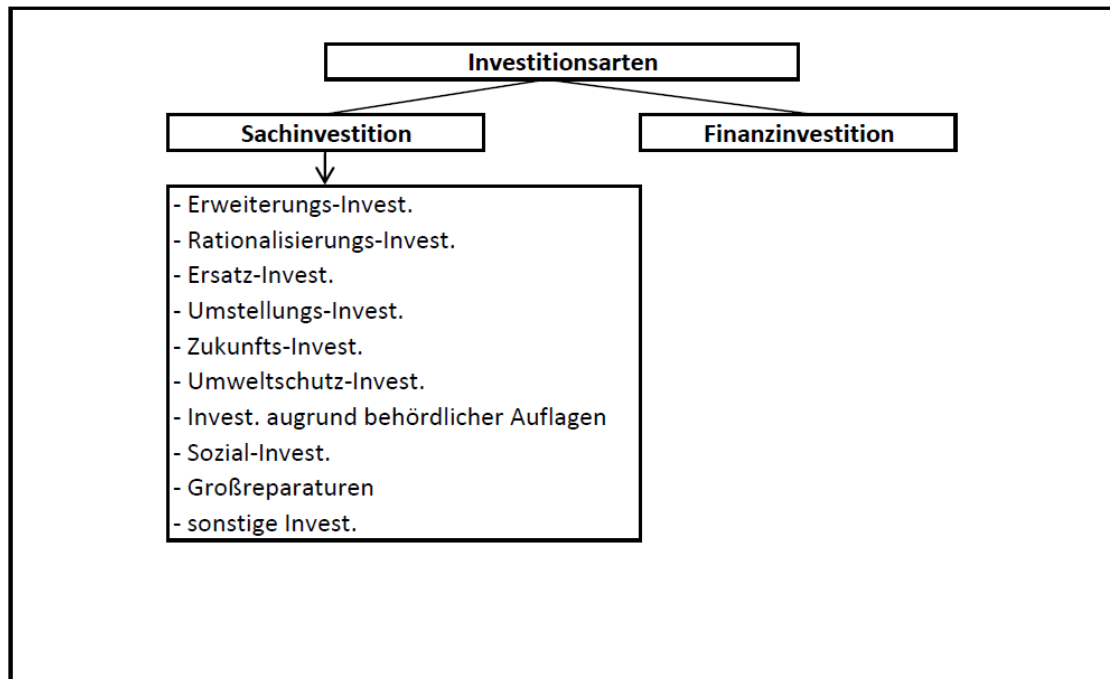 Investitionsarten
Sachinvestition
Finanzinvestition
- Erweiterungs-Invest.
- Rationalisierungs-Invest.
- Ersatz-Invest.
- Umstellungs-Invest.
- Zukunfts-Invest.
- Umweltschutz-Invest.
- Invest. augrund behördlicher Auflagen
- Sozial-Invest.
- Großreparaturen
- sonstige Invest.